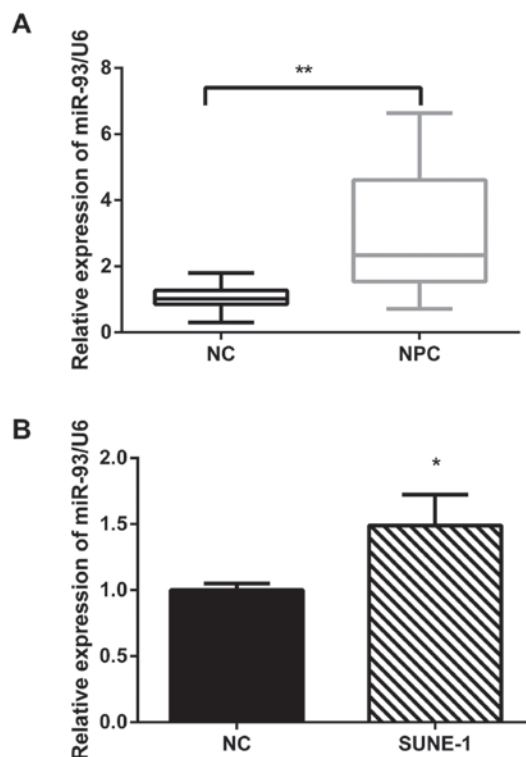 A
Relative expression of miR-93/U6
8
6
4
2
0
**
NC
NPC
B
Relative expression of miR-93/U6
2.0
1.5
1.0
0.5
0.0
*
NC
SUNE-1